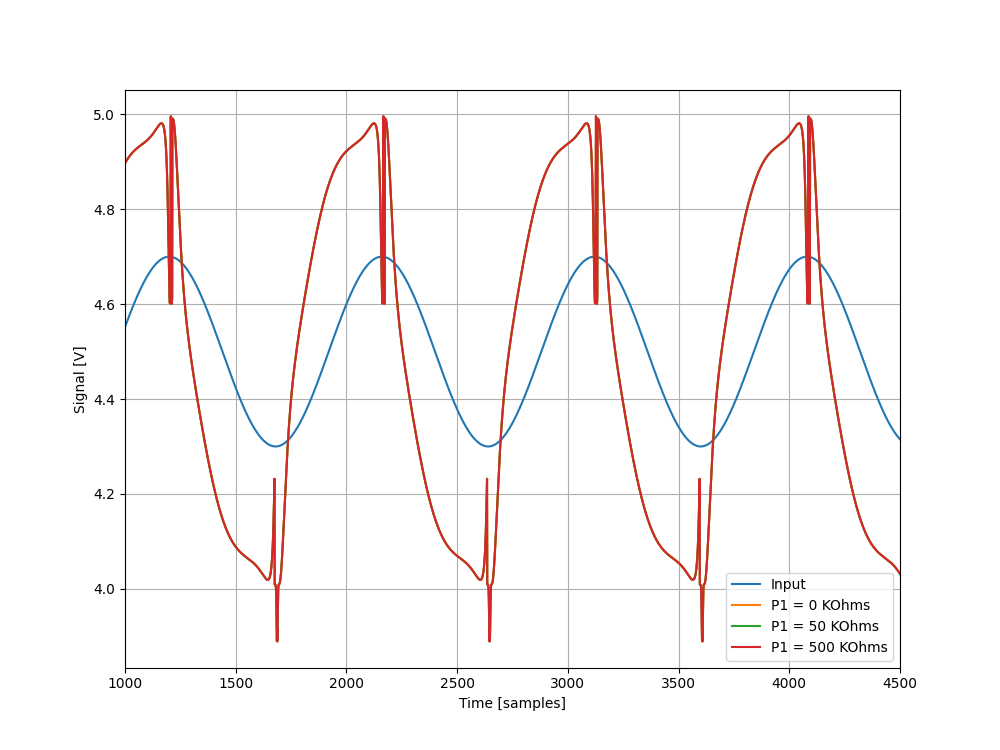 5.0
4.8
4.6
4.4
4.2
4.0
Signal [V]
1000 1500 2000 2500 3000 3500 4000 4500
Time [samples]
Input
P1 = 0 KOhms
P1 = 50 KOhms
P1 = 500 KOhms